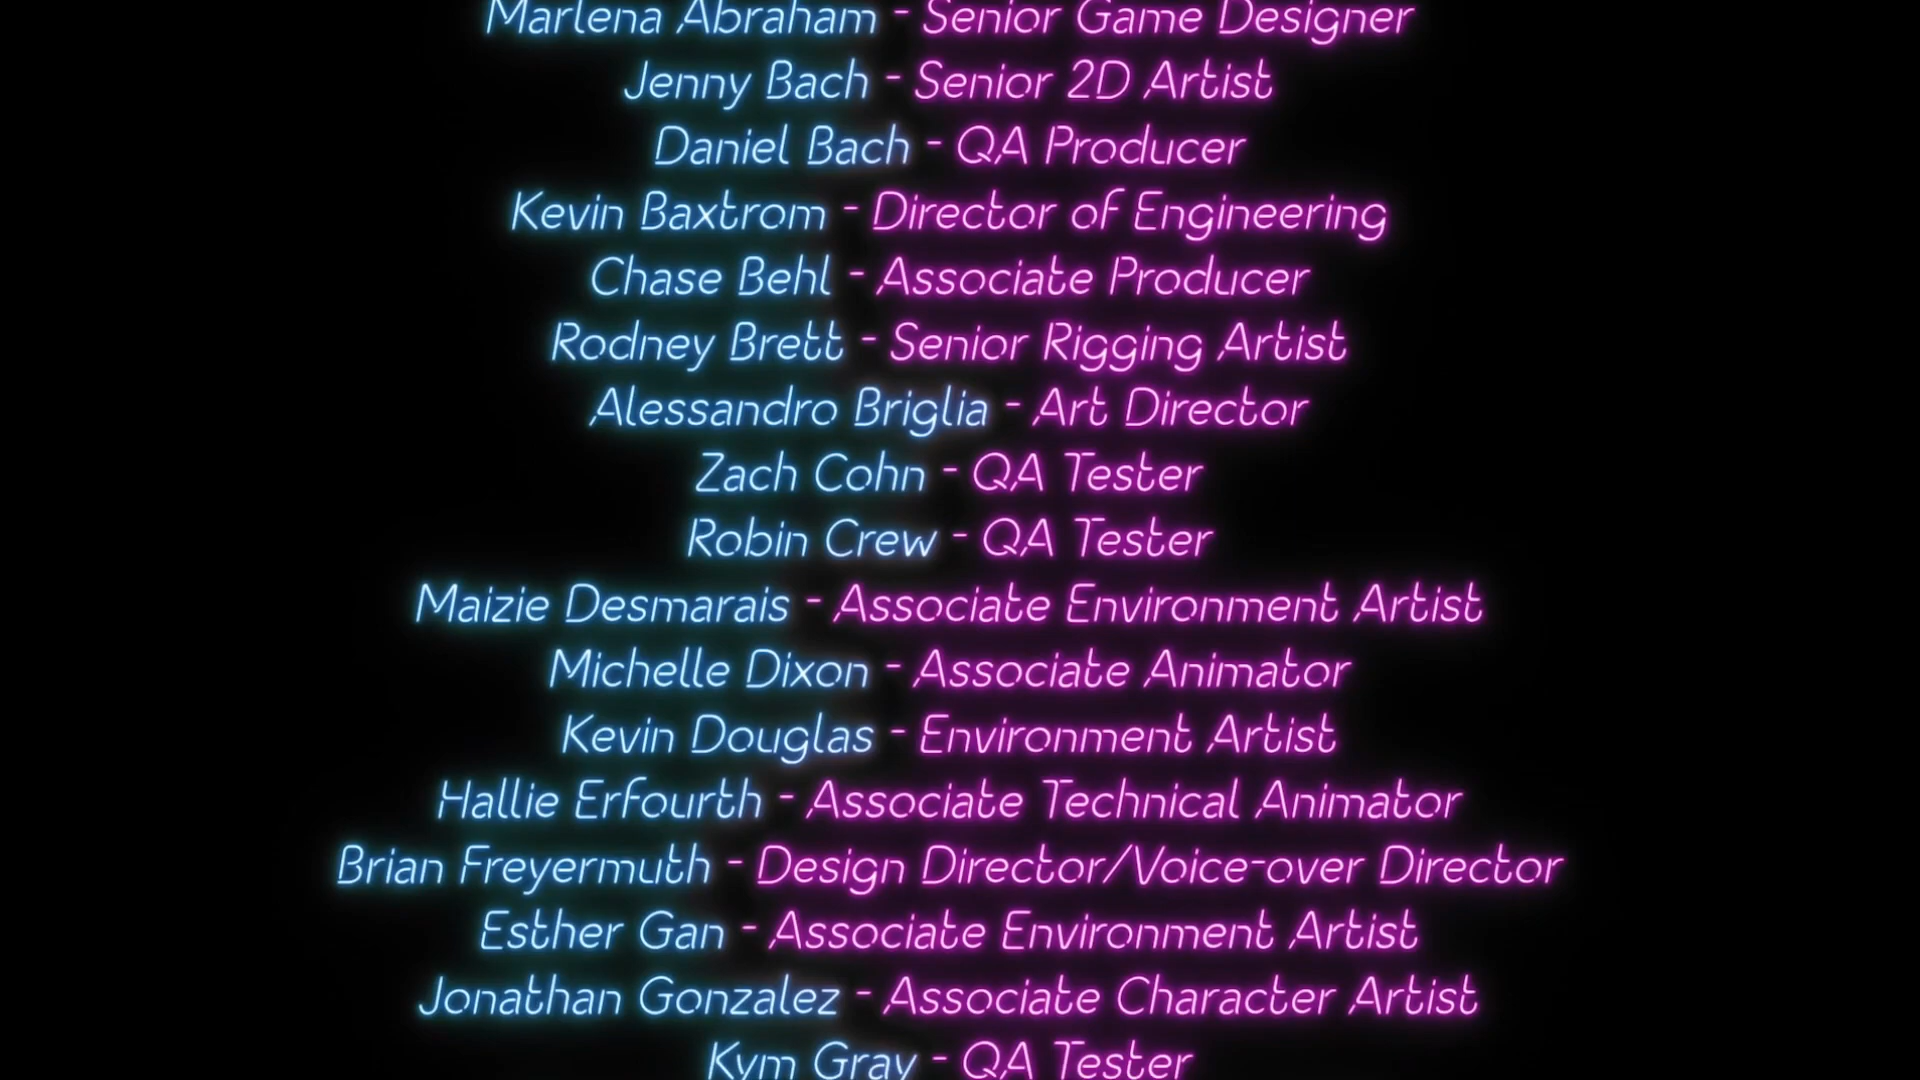 Marlena Abraham - Senior Game Designer
Jenny Bach - Senior 2D Artist
Daniel Bach - QA Producer
Kevin Baxtrom - Director of Engineering
Chase Behl - Associate Producer
Rodney Brett - Senior Rigging Artist
Alessandro Briglia - Art Director
Zach Cohn - QA Tester
Robin Crew - QA Tester
Maizie Desmarais - Associate Environment Artist
Michelle Dixon - Associate Animator
Kevin Douglas - Environment Artist
Hallie Erfourth - Associate Technical Animator
Brian Freyermuth - Design Director/Voice-over Director
Esther Gan - Associate Environment Artist
Jonathan Gonzalez - Associate Character Artist
Kym Gray - QA Tester